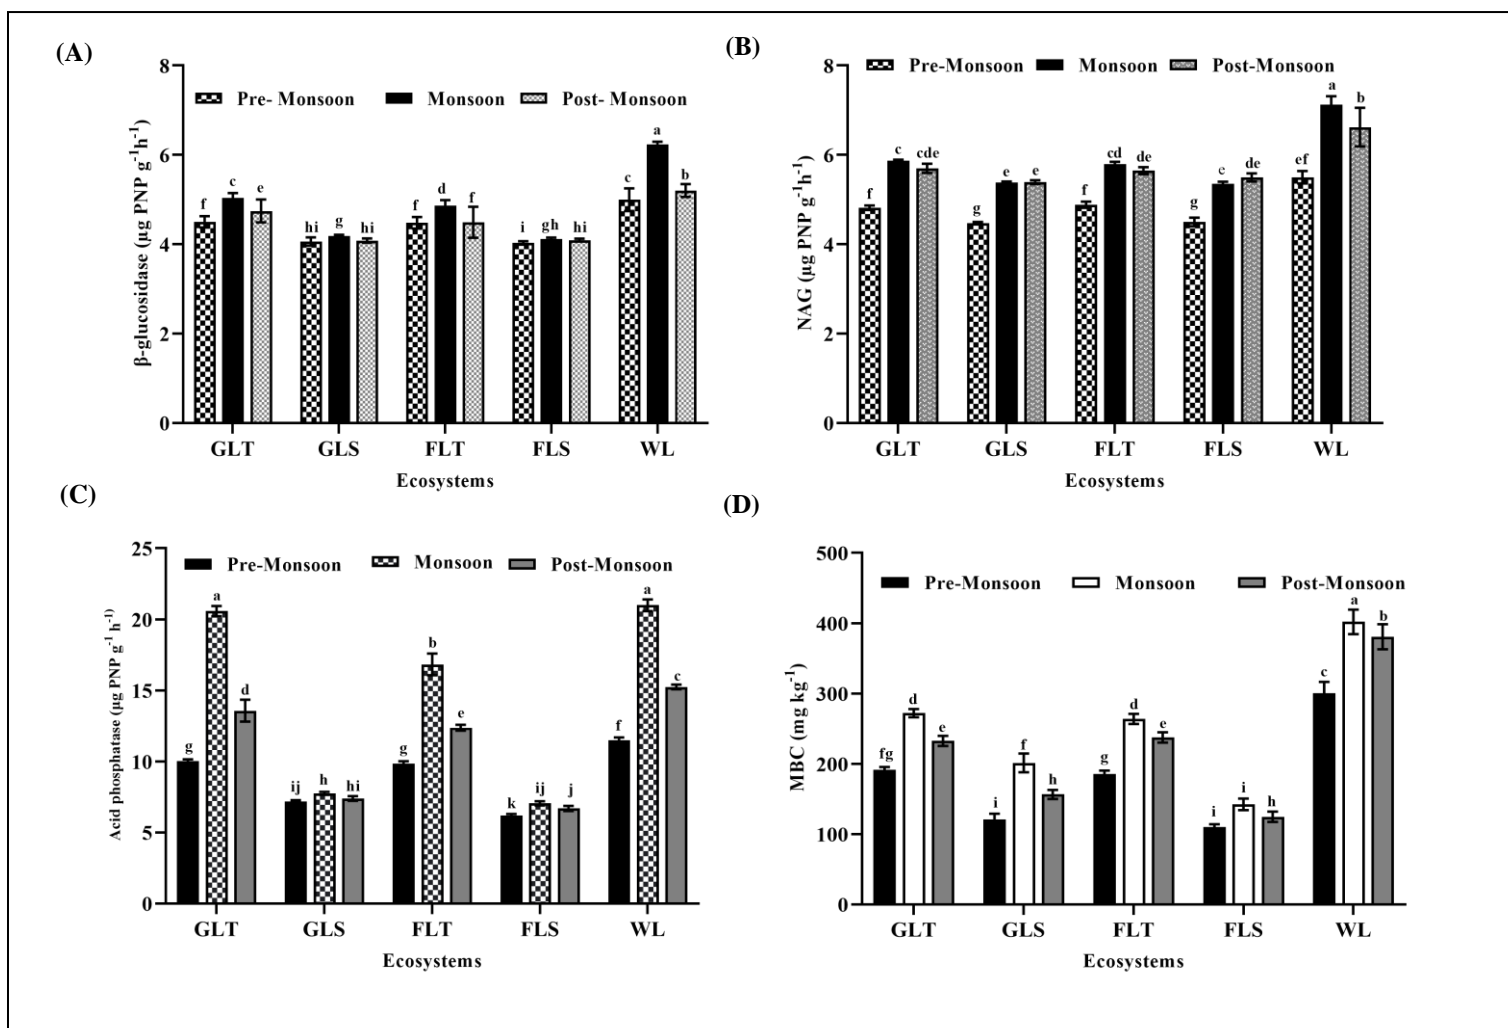 (A)
β-glucosidase (µg PNP g⁻¹h⁻¹)
8
6
4
2
0
Pre- Monsoon Monsoon Post- Monsoon
f c e hi g hi f d f i gh hi c a b
GLT GLS FLT FLS WL
Ecosystems
(B)
NAG (µg PNP g⁻¹h⁻¹)
8
6
4
2
0
Pre-Monsoon Monsoon Post-Monsoon
f c cde g e e f cd de g e de ef a b
GLT GLS FLT FLS WL
Ecosystems
(C)
Acid phosphatase (µg PNP g⁻¹ h⁻¹)
25
20
15
10
5
0
Pre-Monsoon Monsoon Post-Monsoon
g a d ij h hi g b e k ij j f a c
GLT GLS FLT FLS WL
Ecosystems
(D)
MBC (mg kg⁻¹)
500
400
300
200
100
0
Pre-Monsoon Monsoon Post-Monsoon
fg d e i f h g d e i i h c a b
GLT GLS FLT FLS WL
Ecosystems